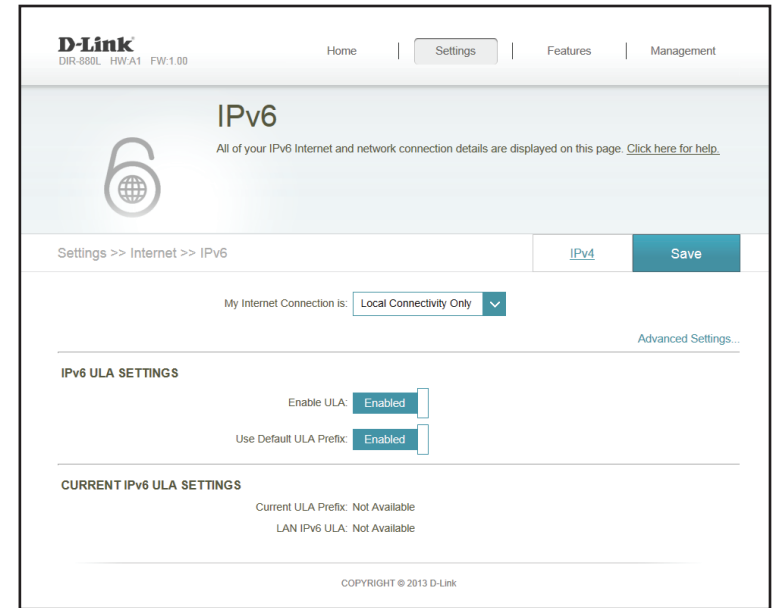 D-Link
DIR-880L HW:A1 FW:1.00
Home
Settings
Features
Management
IPv6
All of your IPv6 Internet and network connection details are displayed on this page. Click here for help.
Settings >> Internet >> IPv6
IPv4
Save
My Internet Connection is: Local Connectivity Only
Advanced Settings...
IPv6 ULA SETTINGS
Enable ULA: Enabled
Use Default ULA Prefix: Enabled
CURRENT IPv6 ULA SETTINGS
Current ULA Prefix: Not Available
LAN IPv6 ULA: Not Available
COPYRIGHT © 2013 D-Link